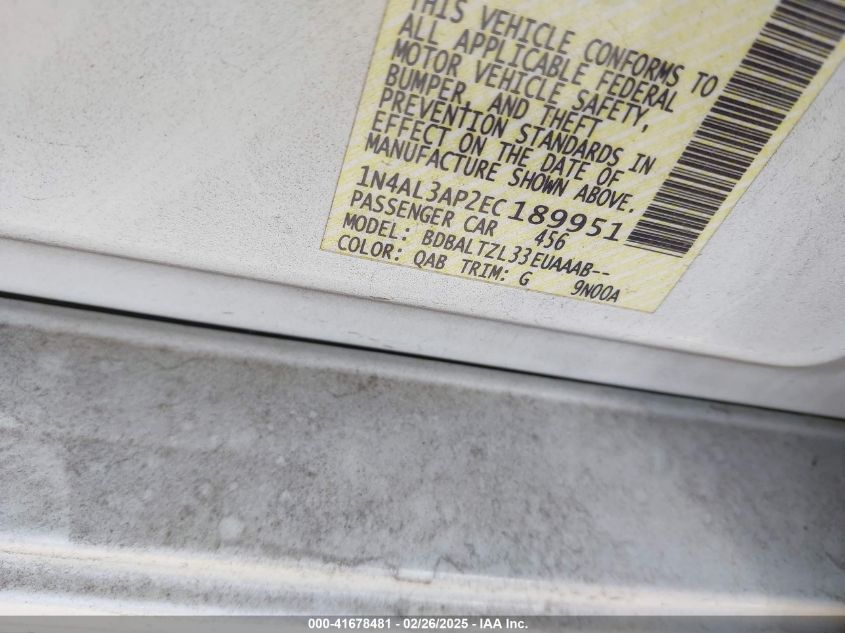 THIS VEHICLE CONFORMS TO
ALL APPLICABLE FEDERAL
MOTOR VEHICLE SAFETY,
BUMPER, AND THEFT
PREVENTION STANDARDS IN
EFFECT ON THE DATE OF
MANUFACTURE SHOWN ABOVE.
1N4AL3AP2EC189951
PASSENGER CAR 456
MODEL: BDBALTZL33EUAAAB--
COLOR: QAB TRIM: G 9N00A
000-41678481 - 02/26/2025 - IAA Inc.